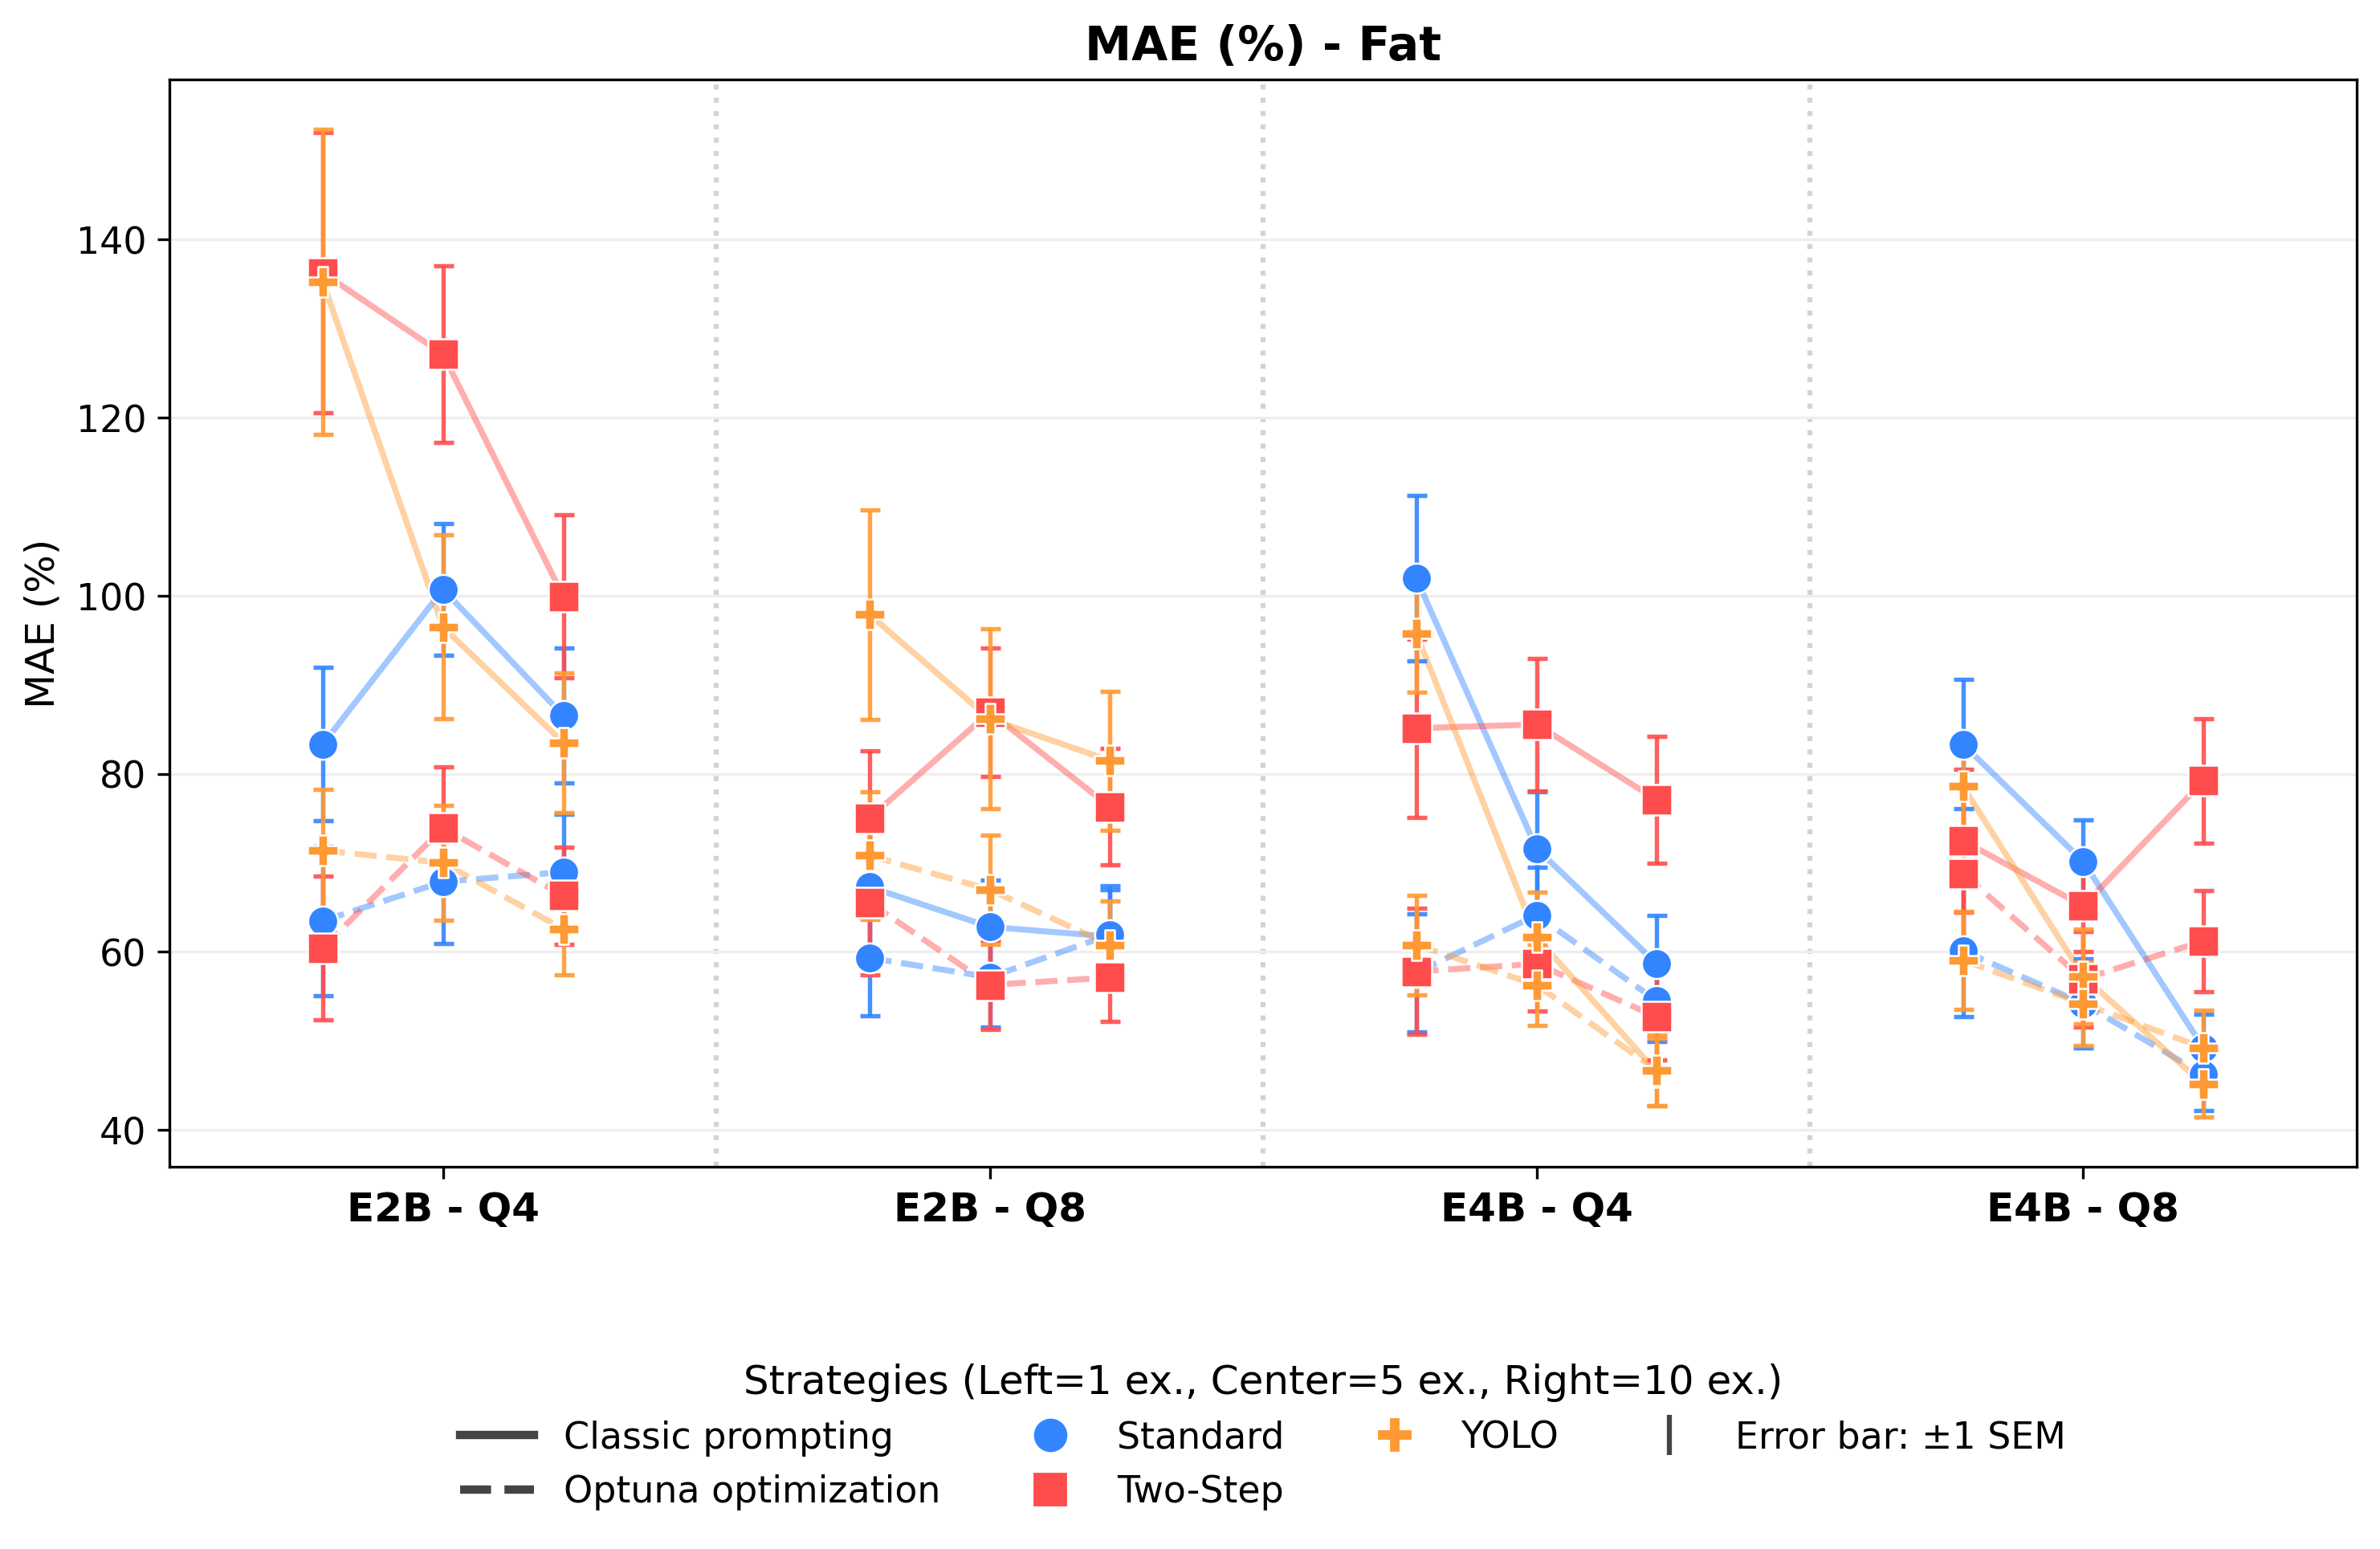 MAE (%) - Fat
MAE (%)
140
120
100
80
60
40
E2B - Q4
E2B - Q8
E4B - Q4
E4B - Q8
Strategies (Left=1 ex., Center=5 ex., Right=10 ex.)
Classic prompting
Optuna optimization
Standard
Two-Step
YOLO
Error bar: ±1 SEM